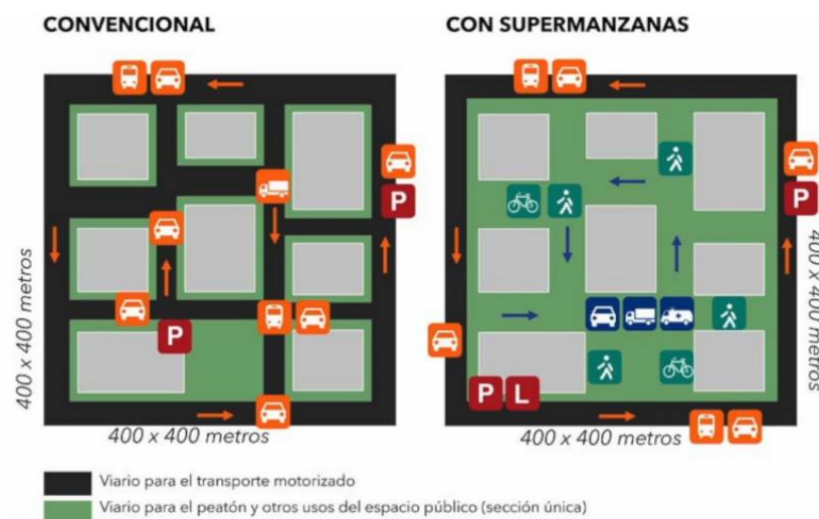 CONVENCIONAL
CON SUPERMANZANAS
P
P
400 x 400 metros
400 x 400 metros
P
P
400 x 400 metros
P L
400 x 400 metros
Viario para el transporte motorizado
Viario para el peatón y otros usos del espacio público (sección única)